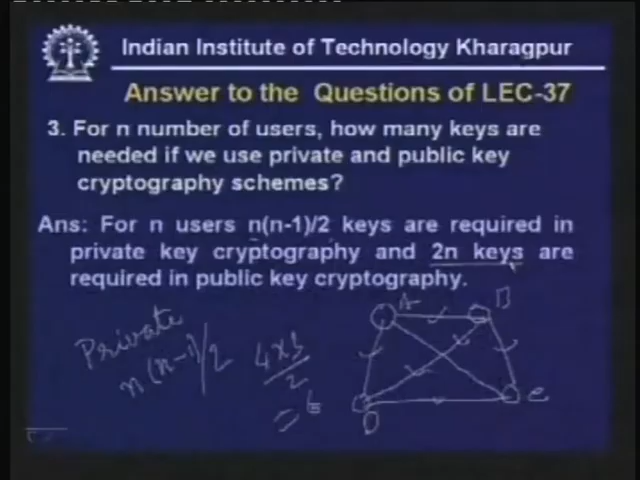 Indian Institute of Technology Kharagpur
Answer to the Questions of LEC-37
3. For n number of users, how many keys are
needed if we use private and public key
cryptography schemes?
Ans: For n users n(n-1)/2 keys are required in
private key cryptography and 2n keys are
required in public key cryptography.
A B
Private
n(n-1)/2
4x3
2
= 6
D C